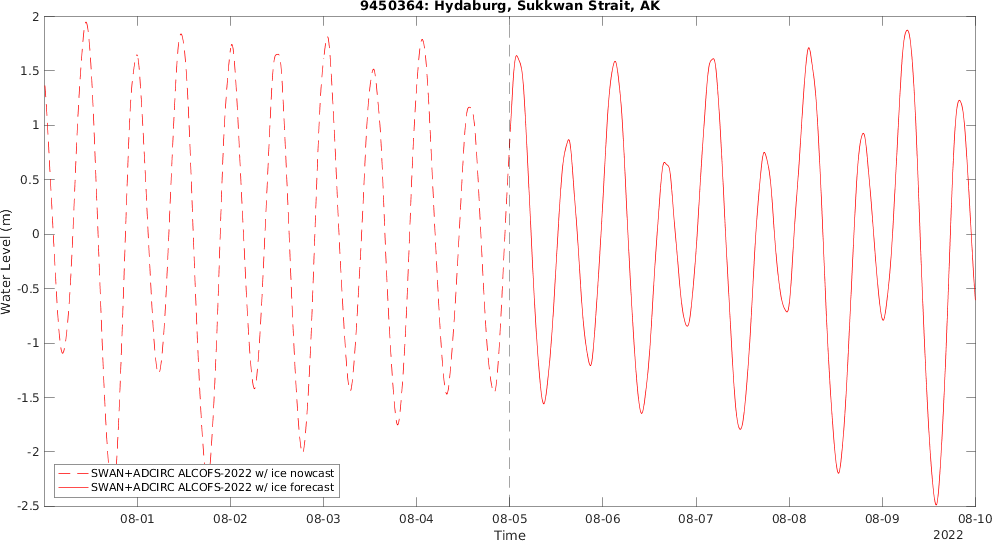 9450364: Hydaburg, Sukkwan Strait, AK
2
1.5
1
0.5
0
-0.5
-1
-1.5
-2
-2.5
Water Level (m)
SWAN+ADCIRC ALCOFS-2022 w/ ice nowcast
SWAN+ADCIRC ALCOFS-2022 w/ ice forecast
08-01 08-02 08-03 08-04 08-05 08-06 08-07 08-08 08-09 08-10
Time
2022